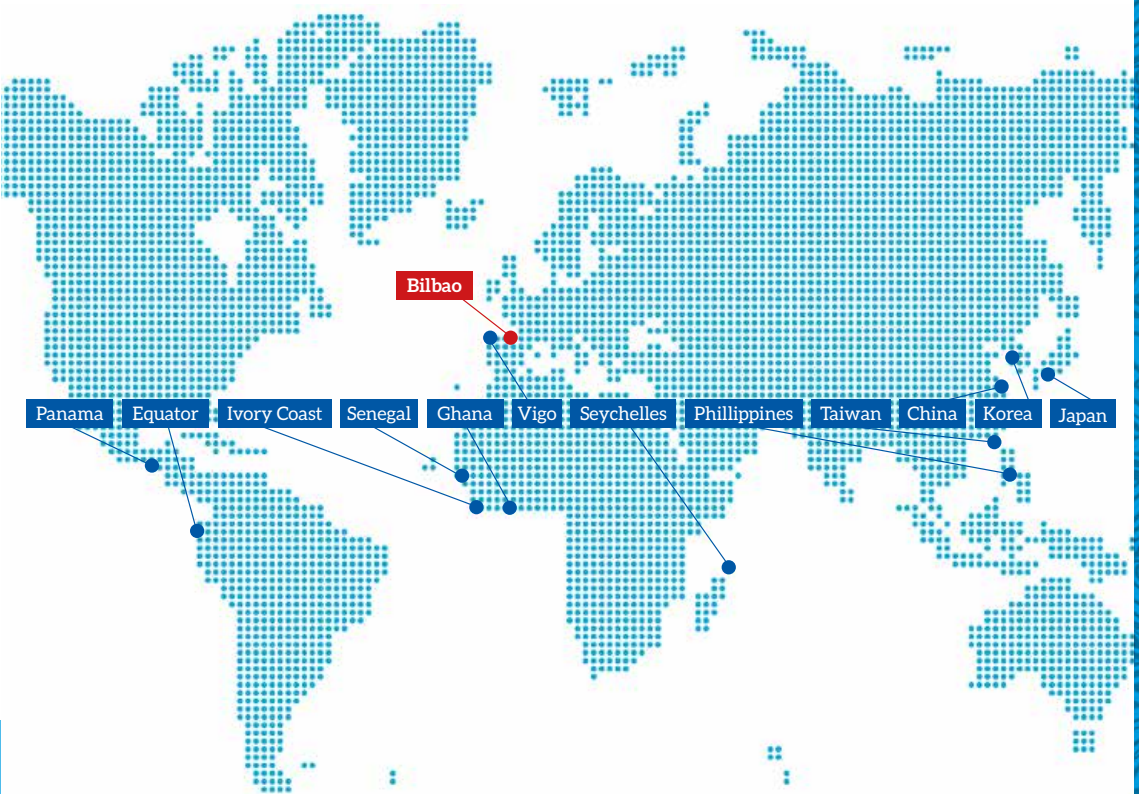 Bilbao
Panama
Equator
Ivory Coast
Senegal
Ghana
Vigo
Seychelles
Phillippines
Taiwan
China
Korea
Japan